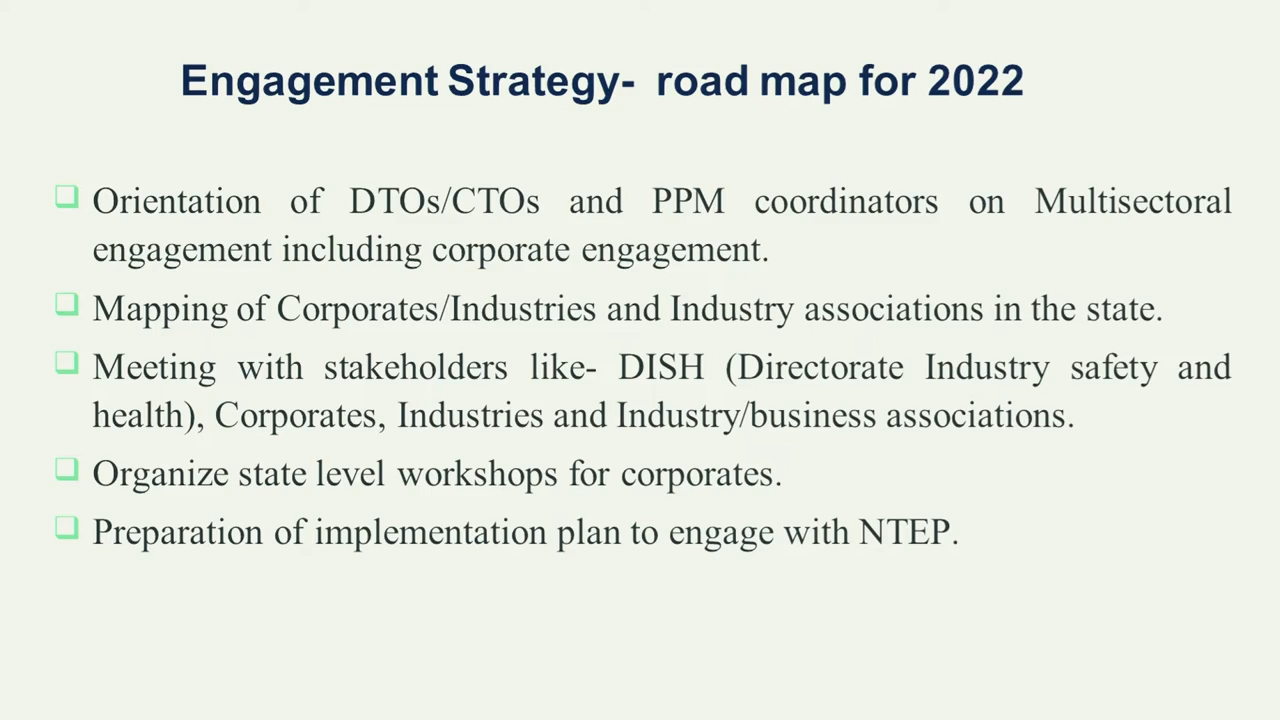 Engagement Strategy- road map for 2022
Orientation of DTOs/CTOs and PPM coordinators on Multisectoral
engagement including corporate engagement.
Mapping of Corporates/Industries and Industry associations in the state.
Meeting with stakeholders like- DISH (Directorate Industry safety and
health), Corporates, Industries and Industry/business associations.
Organize state level workshops for corporates.
Preparation of implementation plan to engage with NTEP.